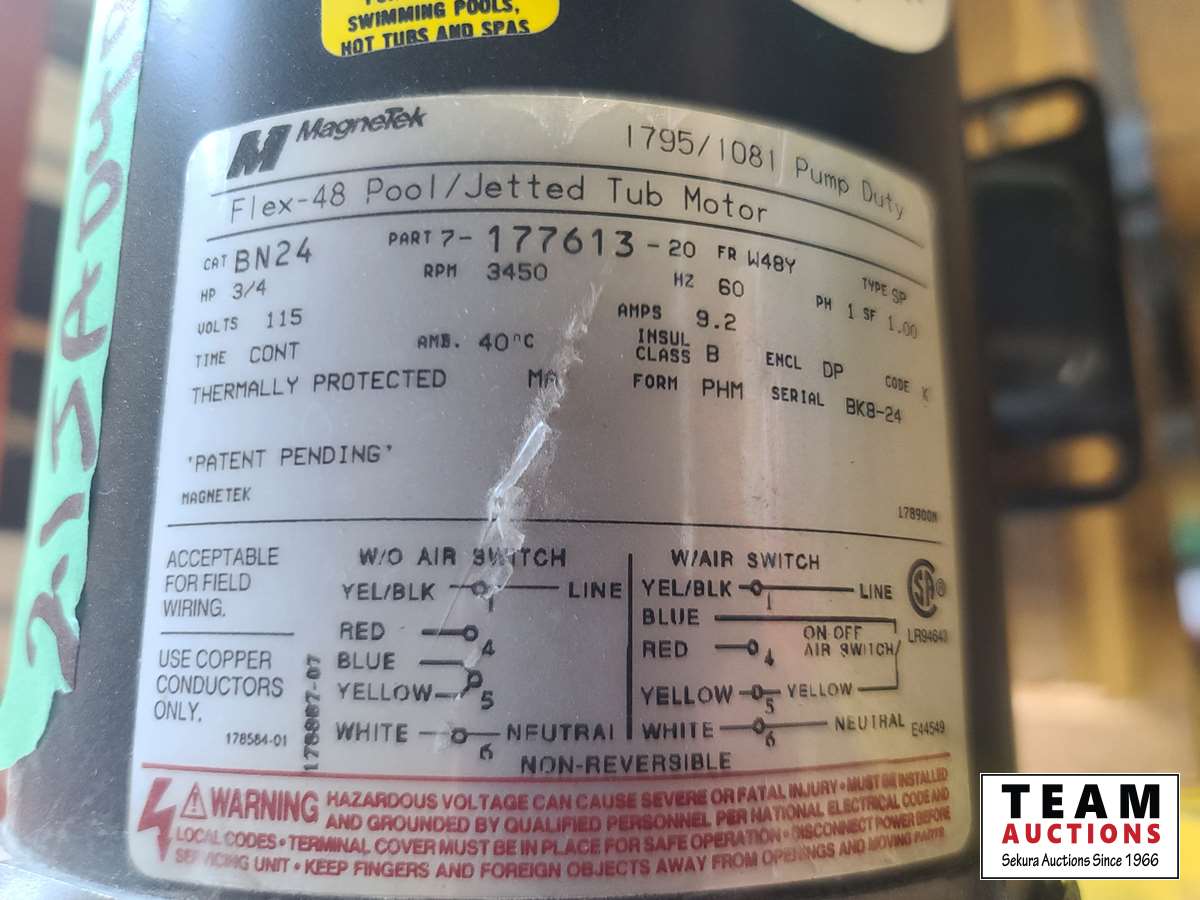 SWIMMING POOLS,
HOT TUBS AND SPAS
MagneTek
1795/1081 Pump Duty
Flex-48 Pool/Jetted Tub Motor
CAT BN24 PART 7-177613-20 FR W48Y TYPE SP
HP 3/4 RPM 3450 HZ 60 PH 1 SF 1.00
VOLTS 115 AMPS 9.2
TIME CONT AMB. 40°C INSUL CLASS B ENCL DP CODE K
THERMALLY PROTECTED FORM PHM SERIAL BK8-24
'PATENT PENDING'
MAGNETEK
178900N
ACCEPTABLE
FOR FIELD
WIRING.
USE COPPER
CONDUCTORS
ONLY.
178584-01
178987-07
W/O AIR SWITCH
YEL/BLK 1 LINE
RED 4
BLUE
YELLOW 5
WHITE 6 NEUTRAL
W/AIR SWITCH
YEL/BLK 1 LINE
BLUE
ON OFF
RED 4 AIR SWITCH
YELLOW 5 YELLOW
WHITE 6 NEUTRAL
SA®
LR94643
E44549
NON-REVERSIBLE
WARNING HAZARDOUS VOLTAGE CAN CAUSE SEVERE OR FATAL INJURY • MUST BE INSTALLED
AND GROUNDED BY QUALIFIED PERSONNEL PER NATIONAL ELECTRICAL CODE AND
LOCAL CODES • TERMINAL COVER MUST BE IN PLACE FOR SAFE OPERATION • DISCONNECT POWER BEFORE
SERVICING UNIT • KEEP FINGERS AND FOREIGN OBJECTS AWAY FROM OPENINGS AND MOVING PARTS
TEAM
AUCTIONS
Sekura Auctions Since 1966